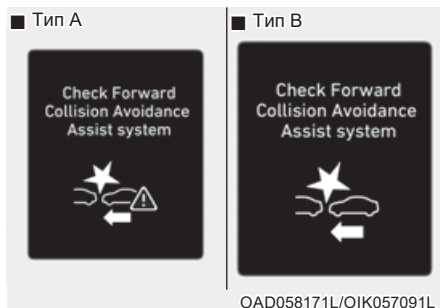 ■ Тип A
Check Forward
Collision Avoidance
Assist system
■ Тип B
Check Forward
Collision Avoidance
Assist system
OAD058171L/OIK057091L